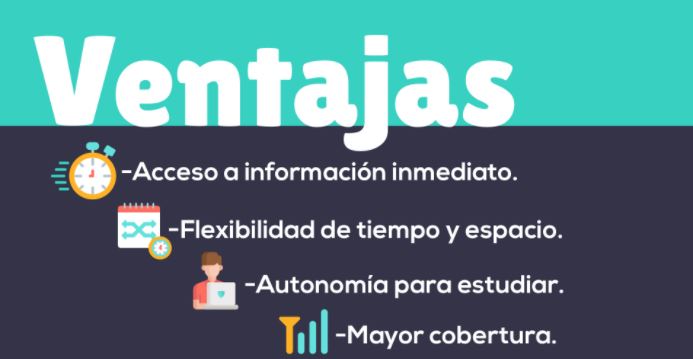 Ventajas
-Acceso a información inmediato.
-Flexibilidad de tiempo y espacio.
-Autonomía para estudiar.
-Mayor cobertura.